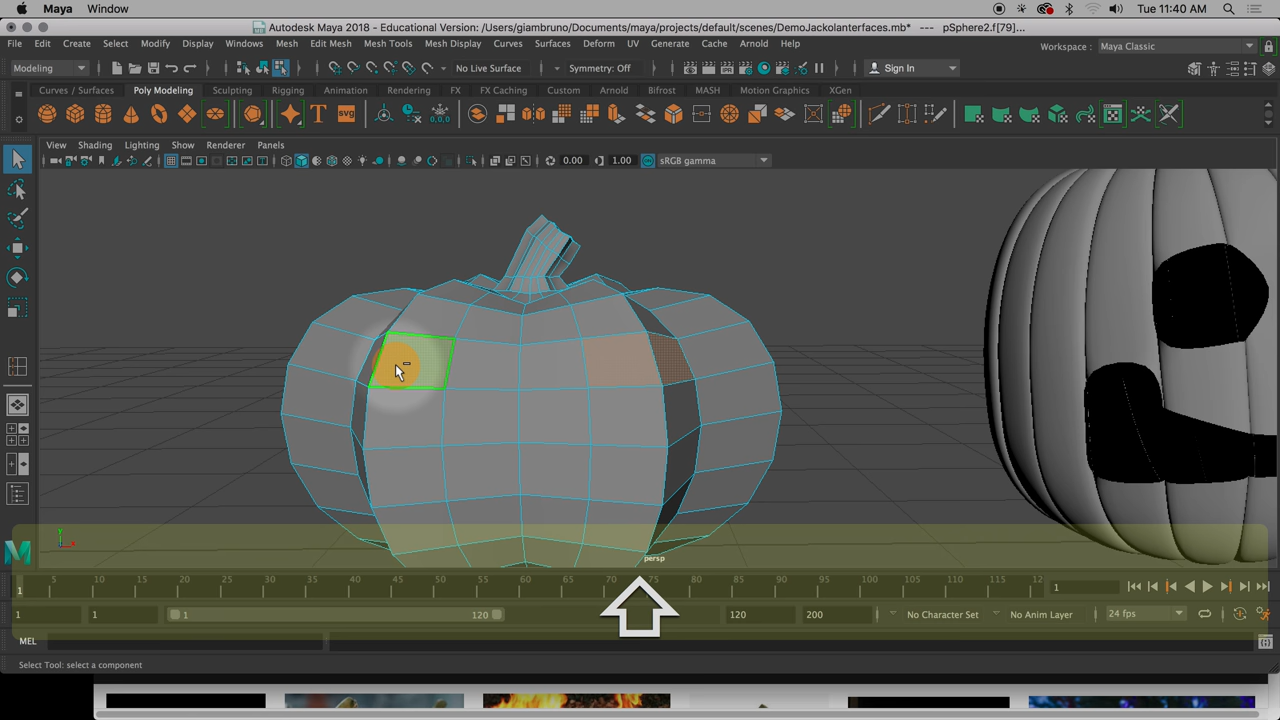 Maya Window Tue 11:40 AM
Autodesk Maya 2018 - Educational Version: /Users/giambruno/Documents/maya/projects/default/scenes/DemoJackolanterfaces.mb* --- pSphere2.f[79]...
File Edit Create Select Modify Display Windows Mesh Edit Mesh Mesh Tools Mesh Display Curves Surfaces Deform UV Generate Cache Arnold Help Workspace : Maya Classic
Modeling No Live Surface Symmetry: Off Sign In
Curves / Surfaces Poly Modeling Sculpting Rigging Animation Rendering FX FX Caching Custom Arnold Bifrost MASH Motion Graphics XGen
T SVG 0,0,0
View Shading Lighting Show Renderer Panels
0.00 1.00 sRGB gamma
y x
persp
M
5 10 15 20 25 30 35 40 45 50 55 60 65 70 75 80 85 90 95 100 105 110 115 12
1 1
1 1 1 120 120 200 No Character Set No Anim Layer 24 fps
MEL
Select Tool: select a component